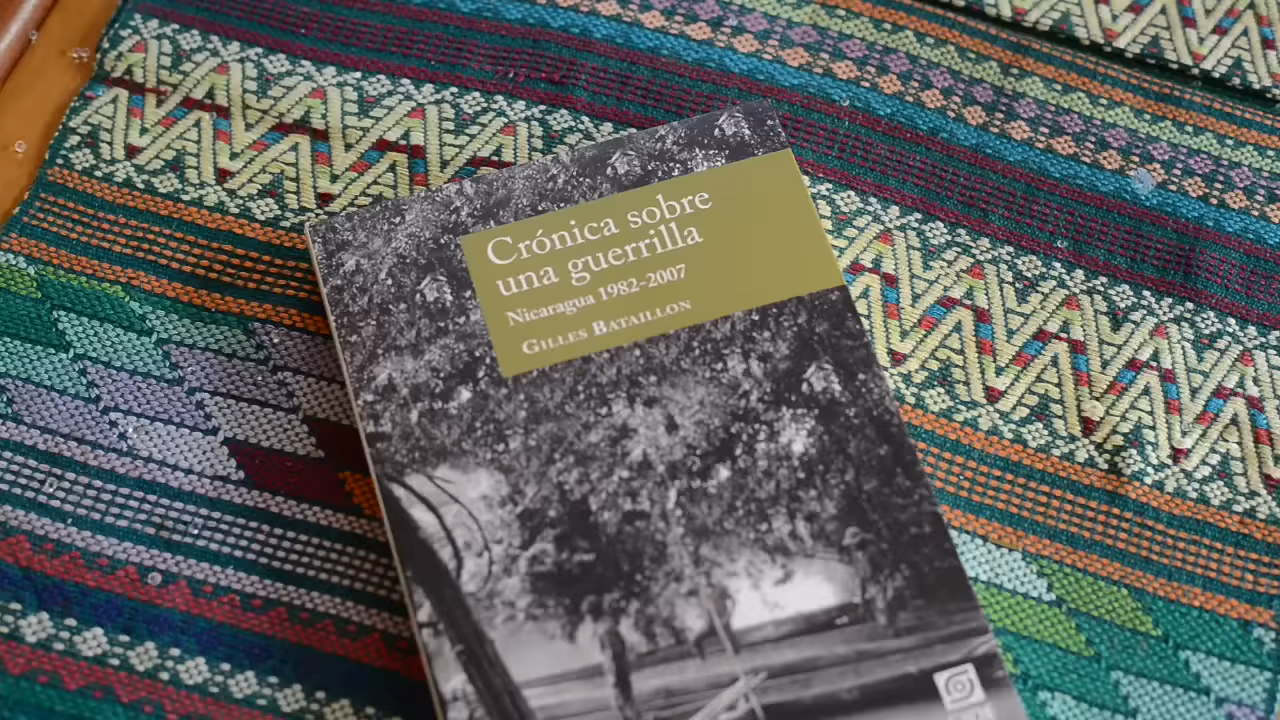 Crónica sobre
una guerrilla
Nicaragua 1982-2007
GILLES BATAILLON